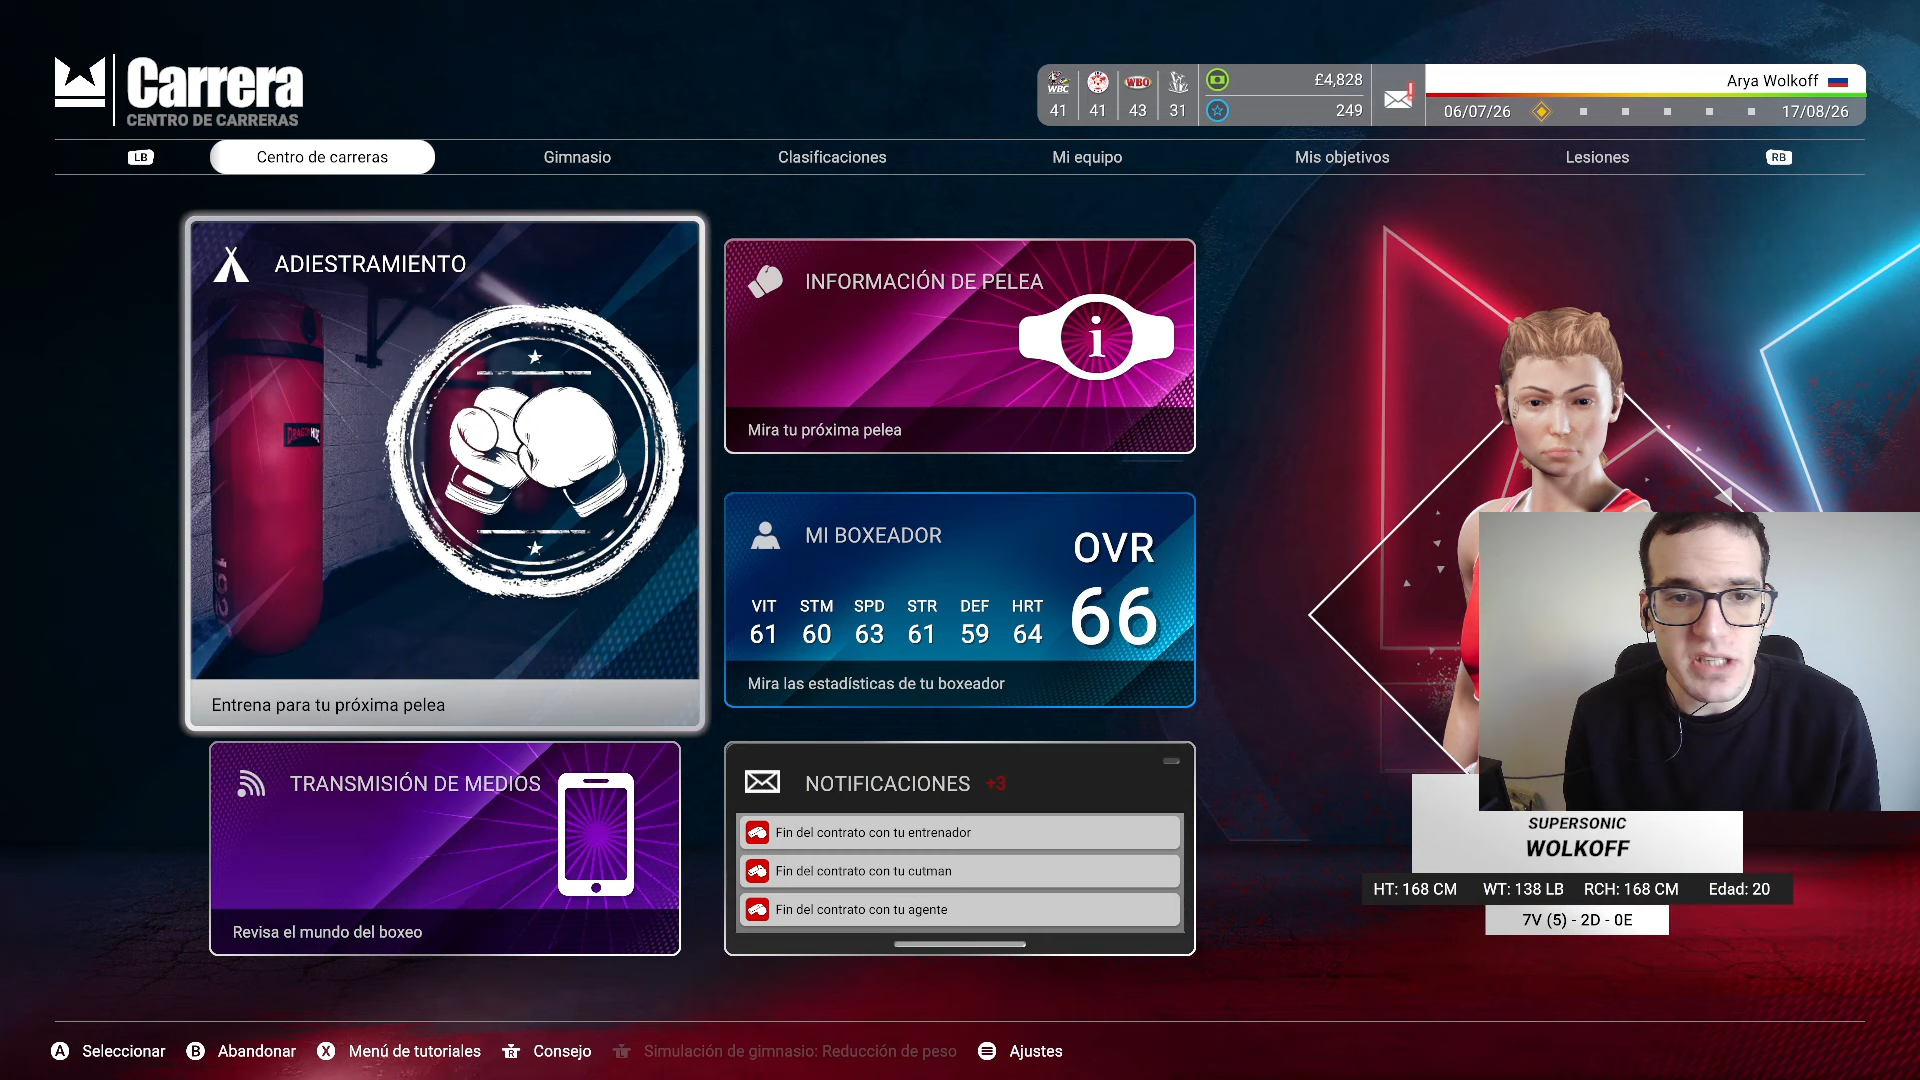 Carrera
CENTRO DE CARRERAS
WBC
WBO
41 41 43 31
£4,828
249
Arya Wolkoff
06/07/26 17/08/26
LB Centro de carreras Gimnasio Clasificaciones Mi equipo Mis objetivos Lesiones RB
ADIESTRAMIENTO
Entrena para tu próxima pelea
INFORMACIÓN DE PELEA
i
Mira tu próxima pelea
MI BOXEADOR
OVR
66
VIT STM SPD STR DEF HRT
61 60 63 61 59 64
Mira las estadísticas de tu boxeador
TRANSMISIÓN DE MEDIOS
Revisa el mundo del boxeo
NOTIFICACIONES +3
Fin del contrato con tu entrenador
Fin del contrato con tu cutman
Fin del contrato con tu agente
SUPERSONIC
WOLKOFF
HT: 168 CM WT: 138 LB RCH: 168 CM Edad: 20
7V (5) - 2D - 0E
A Seleccionar B Abandonar X Menú de tutoriales R Consejo L Simulación de gimnasio: Reducción de peso Ajustes